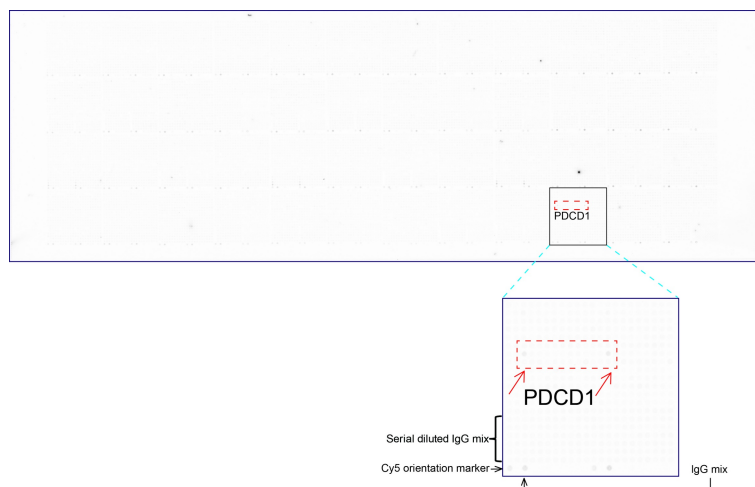 PDCD1
PDCD1
Serial diluted IgG mix
Cy5 orientation marker
IgG mix